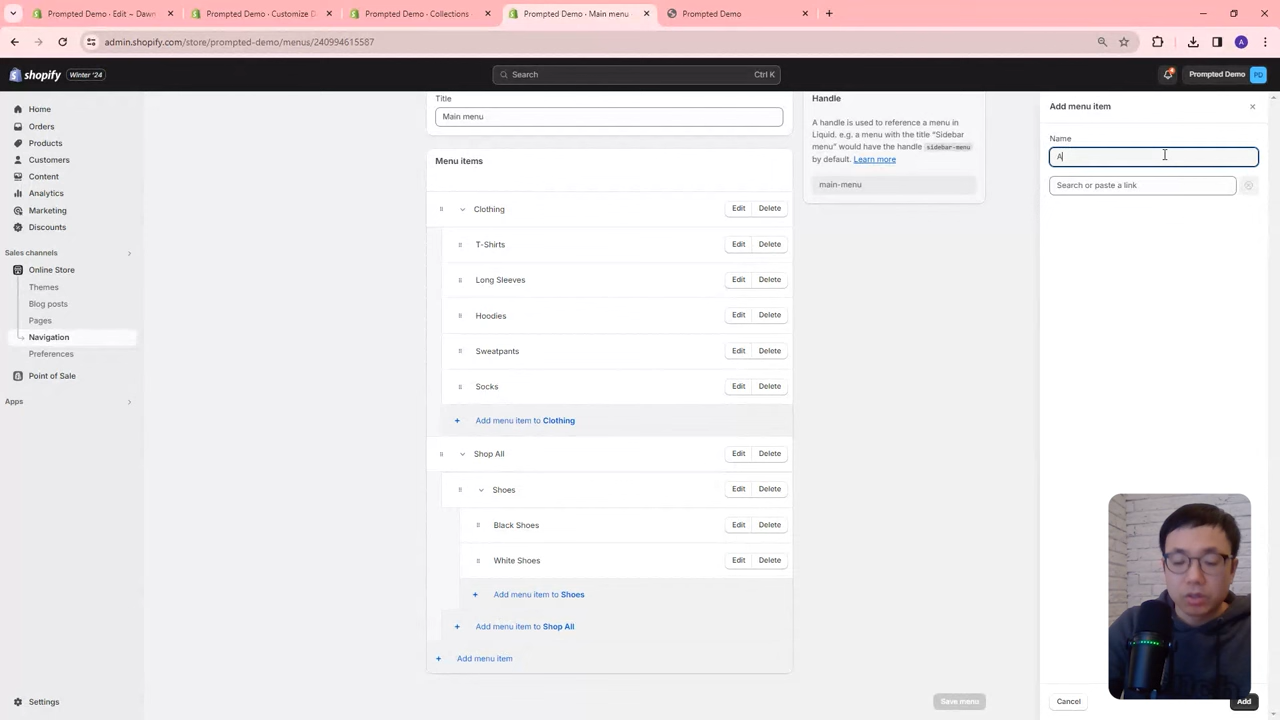 Prompted Demo - Edit ~ Dawn
Prompted Demo - Customize D
Prompted Demo - Collections
Prompted Demo - Main menu
Prompted Demo
admin.shopify.com/store/prompted-demo/menus/240994615587
A
shopify
Winter '24
Search
Ctrl K
Prompted Demo
PD
Home
Orders
Products
Customers
Content
Analytics
Marketing
Discounts
Sales channels
Online Store
Themes
Blog posts
Pages
Navigation
Preferences
Point of Sale
Apps
Settings
Title
Main menu
Menu items
Clothing
Edit
Delete
T-Shirts
Edit
Delete
Long Sleeves
Edit
Delete
Hoodies
Edit
Delete
Sweatpants
Edit
Delete
Socks
Edit
Delete
Add menu item to Clothing
Shop All
Edit
Delete
Shoes
Edit
Delete
Black Shoes
Edit
Delete
White Shoes
Edit
Delete
Add menu item to Shoes
Add menu item to Shop All
Add menu item
Save menu
Handle
A handle is used to reference a menu in
Liquid. e.g. a menu with the title "Sidebar
menu" would have the handle sidebar-menu
by default. Learn more
main-menu
Add menu item
Name
A
Search or paste a link
Cancel
Add